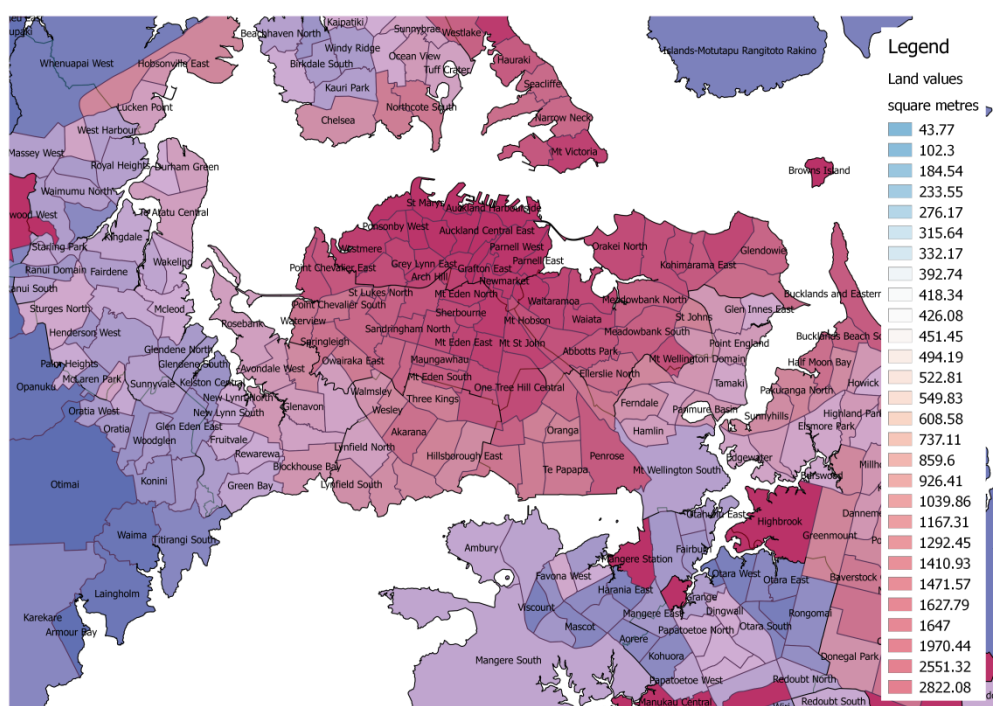 Kaipatiki
Sunnybrae
Westlake
Beachhaven North
Windy Ridge
Ocean View
Hauraki
Islands-Motutapu Rangitoto Rakino
Whenuapai West
Hobsonville East
Birkdale South
Tuff Crater
Kauri Park
Seacliffe
Lucken Point
Northcote South
Chelsea
Narrow Neck
West Harbour
Massey West
Royal Heights
Durham Green
Mt Victoria
Browns Island
Waimumu North
St Marys
Auckland Harbourside
Te Atatu Central
Ponsonby West
Auckland Central East
Kingdale
Starling Park
Westmere
Parnell West
Orakei North
Glendowie
Ranui Domain
Fairdene
Wakeling
Point Chevalier East
Grey Lynn East
Parnell East
Kohimarama East
Arch Hill
Grafton East
Newmarket
St Lukes North
Mt Eden North
Sturges North
Mcleod
Rosebank
Point Chevalier South
Waitaramoa
Meadowbank North
Bucklands and Eastern
Waterview
Sherbourne
Mt Hobson
Waiata
St Johns
Glen Innes East
Henderson West
Springleigh
Sandringham North
Meadowbank South
Point England
Bucklands Beach So
Glendene North
Mt Eden East
Mt St John
Abbotts Park
Palm Heights
Glendene South
Owairaka East
Maungawhau
Mt Wellington Domain
Half Moon Bay
Opanuku
McLaren Park
Sunnyvale
Kelston Central
Avondale West
Mt Eden South
Ellerslie North
Tamaki
Pakuranga North
Howick
New Lynn North
Walmsley
One Tree Hill Central
Oratia West
New Lynn South
Glenavon
Wesley
Three Kings
Ferndale
Panmure Basin
Sunnyhills
Highland Park
Oratia
Glen Eden East
Akarana
Oranga
Hamlin
Elsmore Park
Woodglen
Fruitvale
Lynfield North
Rewarewa
Hillsborough East
Penrose
Edgewater
Konini
Blockhouse Bay
Te Papapa
Mt Wellington South
Burswood
Otimai
Green Bay
Lynfield South
Waima
Titirangi South
Otahuhu East
Highbrook
Greenmount
Ambury
Fairburn
Mangere Station
Favona West
Otara West
Otara East
Baverstock
Laingholm
Harania East
Grange
Viscount
Mangere East
Dingwall
Rongomai
Karekare
Armour Bay
Mascot
Papatoetoe North
Otara South
Aorere
Kohuora
Donegal Park
Mangere South
Papatoetoe West
Redoubt North
Manukau Central
Redoubt South
Legend
Land values
square metres
43.77
102.3
184.54
233.55
276.17
315.64
332.17
392.74
418.34
426.08
451.45
494.19
522.81
549.83
608.58
737.11
859.6
926.41
1039.86
1167.31
1292.45
1410.93
1471.57
1627.79
1647
1970.44
2551.32
2822.08